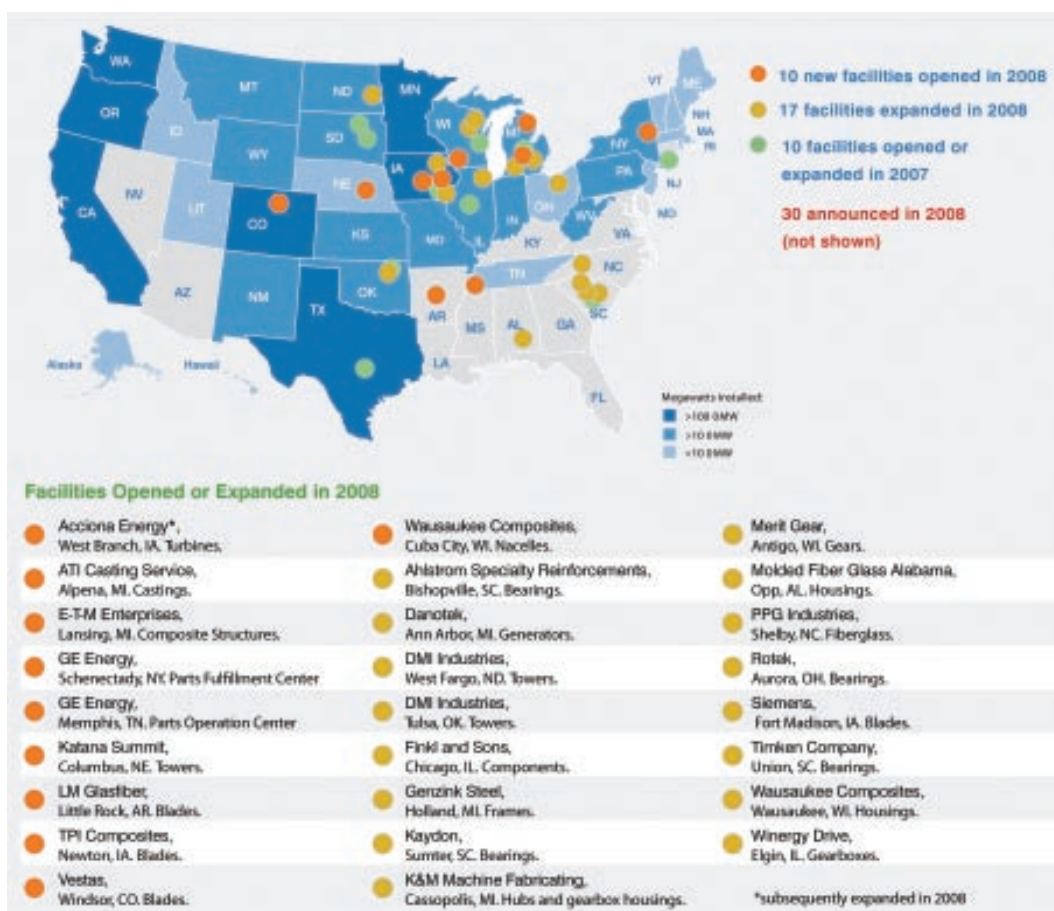 WA
MT
ND
MN
VT
ME
10 new facilities opened in 2008
OR
ID
SD
WI
MI
NH
17 facilities expanded in 2008
WY
NY
MA
RI
10 facilities opened or
expanded in 2007
IA
NE
PA
NJ
NV
UT
OH
30 announced in 2008
(not shown)
CA
CO
IN
WV
MD
KS
MO
IL
KY
VA
AZ
NM
OK
TN
NC
TX
AR
SC
MS
AL
GA
LA
Alaska
Hawaii
FL
Megawatts Installed:
Facilities Opened or Expanded in 2008
Acciona Energy*,
West Branch, IA. Turbines.
ATI Casting Service,
Alpena, MI. Castings.
E-T-M Enterprises,
Lansing, MI. Composite Structures.
GE Energy,
Schenectady, NY. Parts Fulfillment Center
GE Energy,
Memphis, TN. Parts Operation Center
Katana Summit,
Columbus, NE. Towers.
LM Glasfiber,
Little Rock, AR. Blades.
TPI Composites,
Newton, IA. Blades.
Vestas,
Windsor, CO. Blades.
Wausaukee Composites,
Cuba City, WI. Nacelles.
Ahlstrom Specialty Reinforcements,
Bishopville, SC. Bearings.
Danotek,
Ann Arbor, MI. Generators.
DMI Industries,
West Fargo, ND. Towers.
DMI Industries,
Tulsa, OK. Towers.
Finkl and Sons,
Chicago, IL. Components.
Genzink Steel,
Holland, MI. Frames.
Kaydon,
Sumter, SC. Bearings.
K&M Machine Fabricating,
Cassopolis, MI. Hubs and gearbox housings.
Merit Gear,
Antigo, WI. Gears.
Molded Fiber Glass Alabama,
Opp, AL. Housings.
PPG Industries,
Shelby, NC. Fiberglass.
Rotek,
Aurora, OH. Bearings.
Siemens,
Fort Madison, IA. Blades.
Timken Company,
Union, SC. Bearings.
Wausaukee Composites,
Wausaukee, WI. Housings.
Winergy Drive,
Elgin, IL. Gearboxes.
*subsequently expanded in 2008